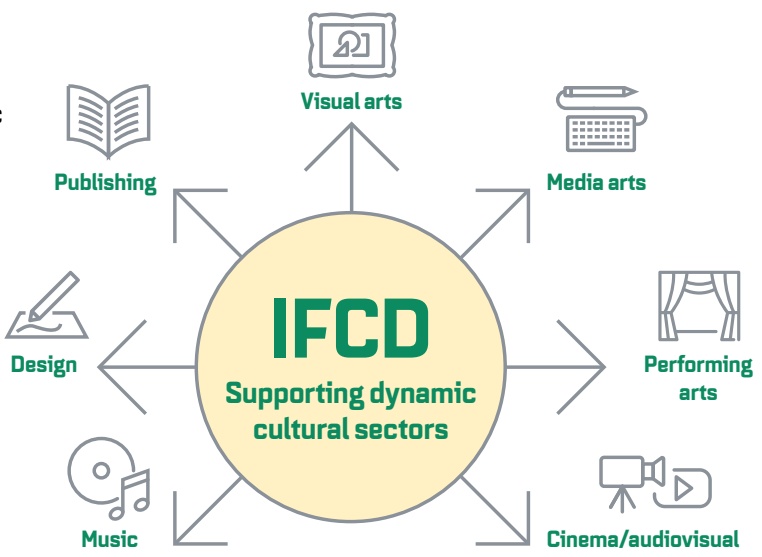 Visual arts
Publishing
Media arts
IFCD
Supporting dynamic
cultural sectors
Design
Performing
arts
Music
Cinema/audiovisual